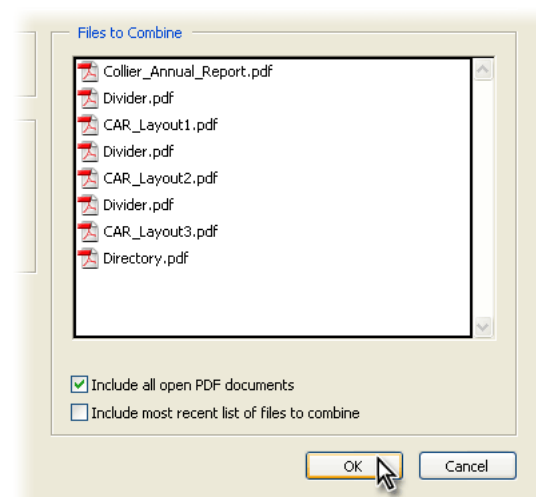 Files to Combine
Collier_Annual_Report.pdf
Divider.pdf
CAR_Layout1.pdf
Divider.pdf
CAR_Layout2.pdf
Divider.pdf
CAR_Layout3.pdf
Directory.pdf
Include all open PDF documents
Include most recent list of files to combine
OK Cancel